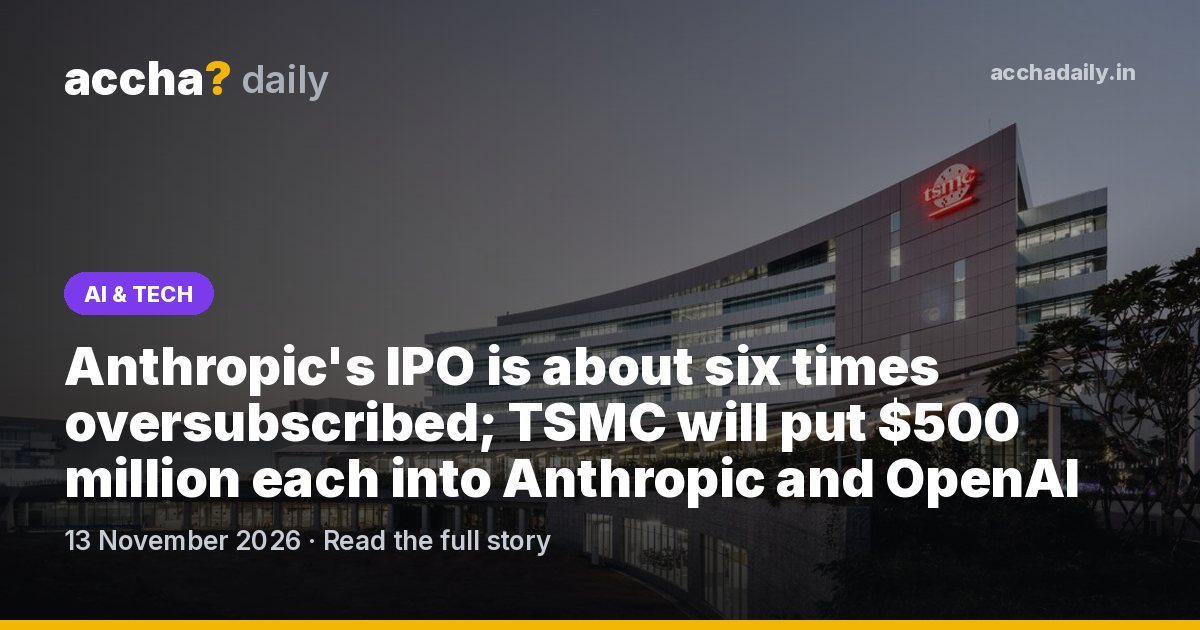 accha? daily
acchadaily.in
tsmc
AI & TECH
Anthropic's IPO is about six times
oversubscribed; TSMC will put $500
million each into Anthropic and OpenAI
13 November 2026 · Read the full story